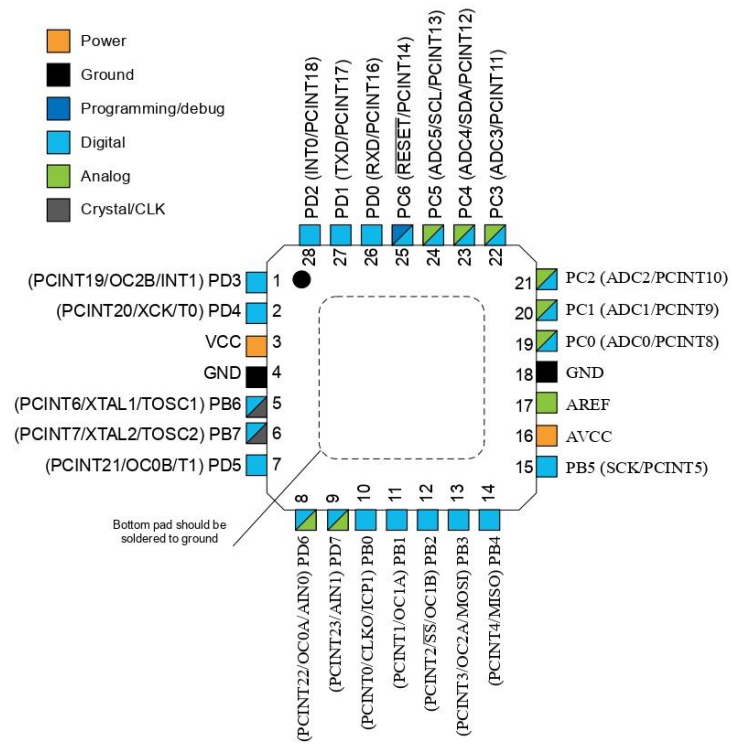 Power
Ground
Programming/debug
Digital
Analog
Crystal/CLK
PD2 (INT0/PCINT18)
PD1 (TXD/PCINT17)
PD0 (RXD/PCINT16)
PC6 (RESET/PCINT14)
PC5 (ADC5/SCL/PCINT13)
PC4 (ADC4/SDA/PCINT12)
PC3 (ADC3/PCINT11)
28
27
26
25
24
23
22
(PCINT19/OC2B/INT1) PD3
1
(PCINT20/XCK/T0) PD4
2
VCC
3
GND
4
(PCINT6/XTAL1/TOSC1) PB6
5
(PCINT7/XTAL2/TOSC2) PB7
6
(PCINT21/OC0B/T1) PD5
7
21
PC2 (ADC2/PCINT10)
20
PC1 (ADC1/PCINT9)
19
PC0 (ADC0/PCINT8)
18
GND
17
AREF
16
AVCC
15
PB5 (SCK/PCINT5)
8
9
10
11
12
13
14
Bottom pad should be
soldered to ground
(PCINT22/OC0A/AIN0) PD6
(PCINT23/AIN1) PD7
(PCINT0/CLKO/ICP1) PB0
(PCINT1/OC1A) PB1
(PCINT2/SS/OC1B) PB2
(PCINT3/OC2A/MOSI) PB3
(PCINT4/MISO) PB4